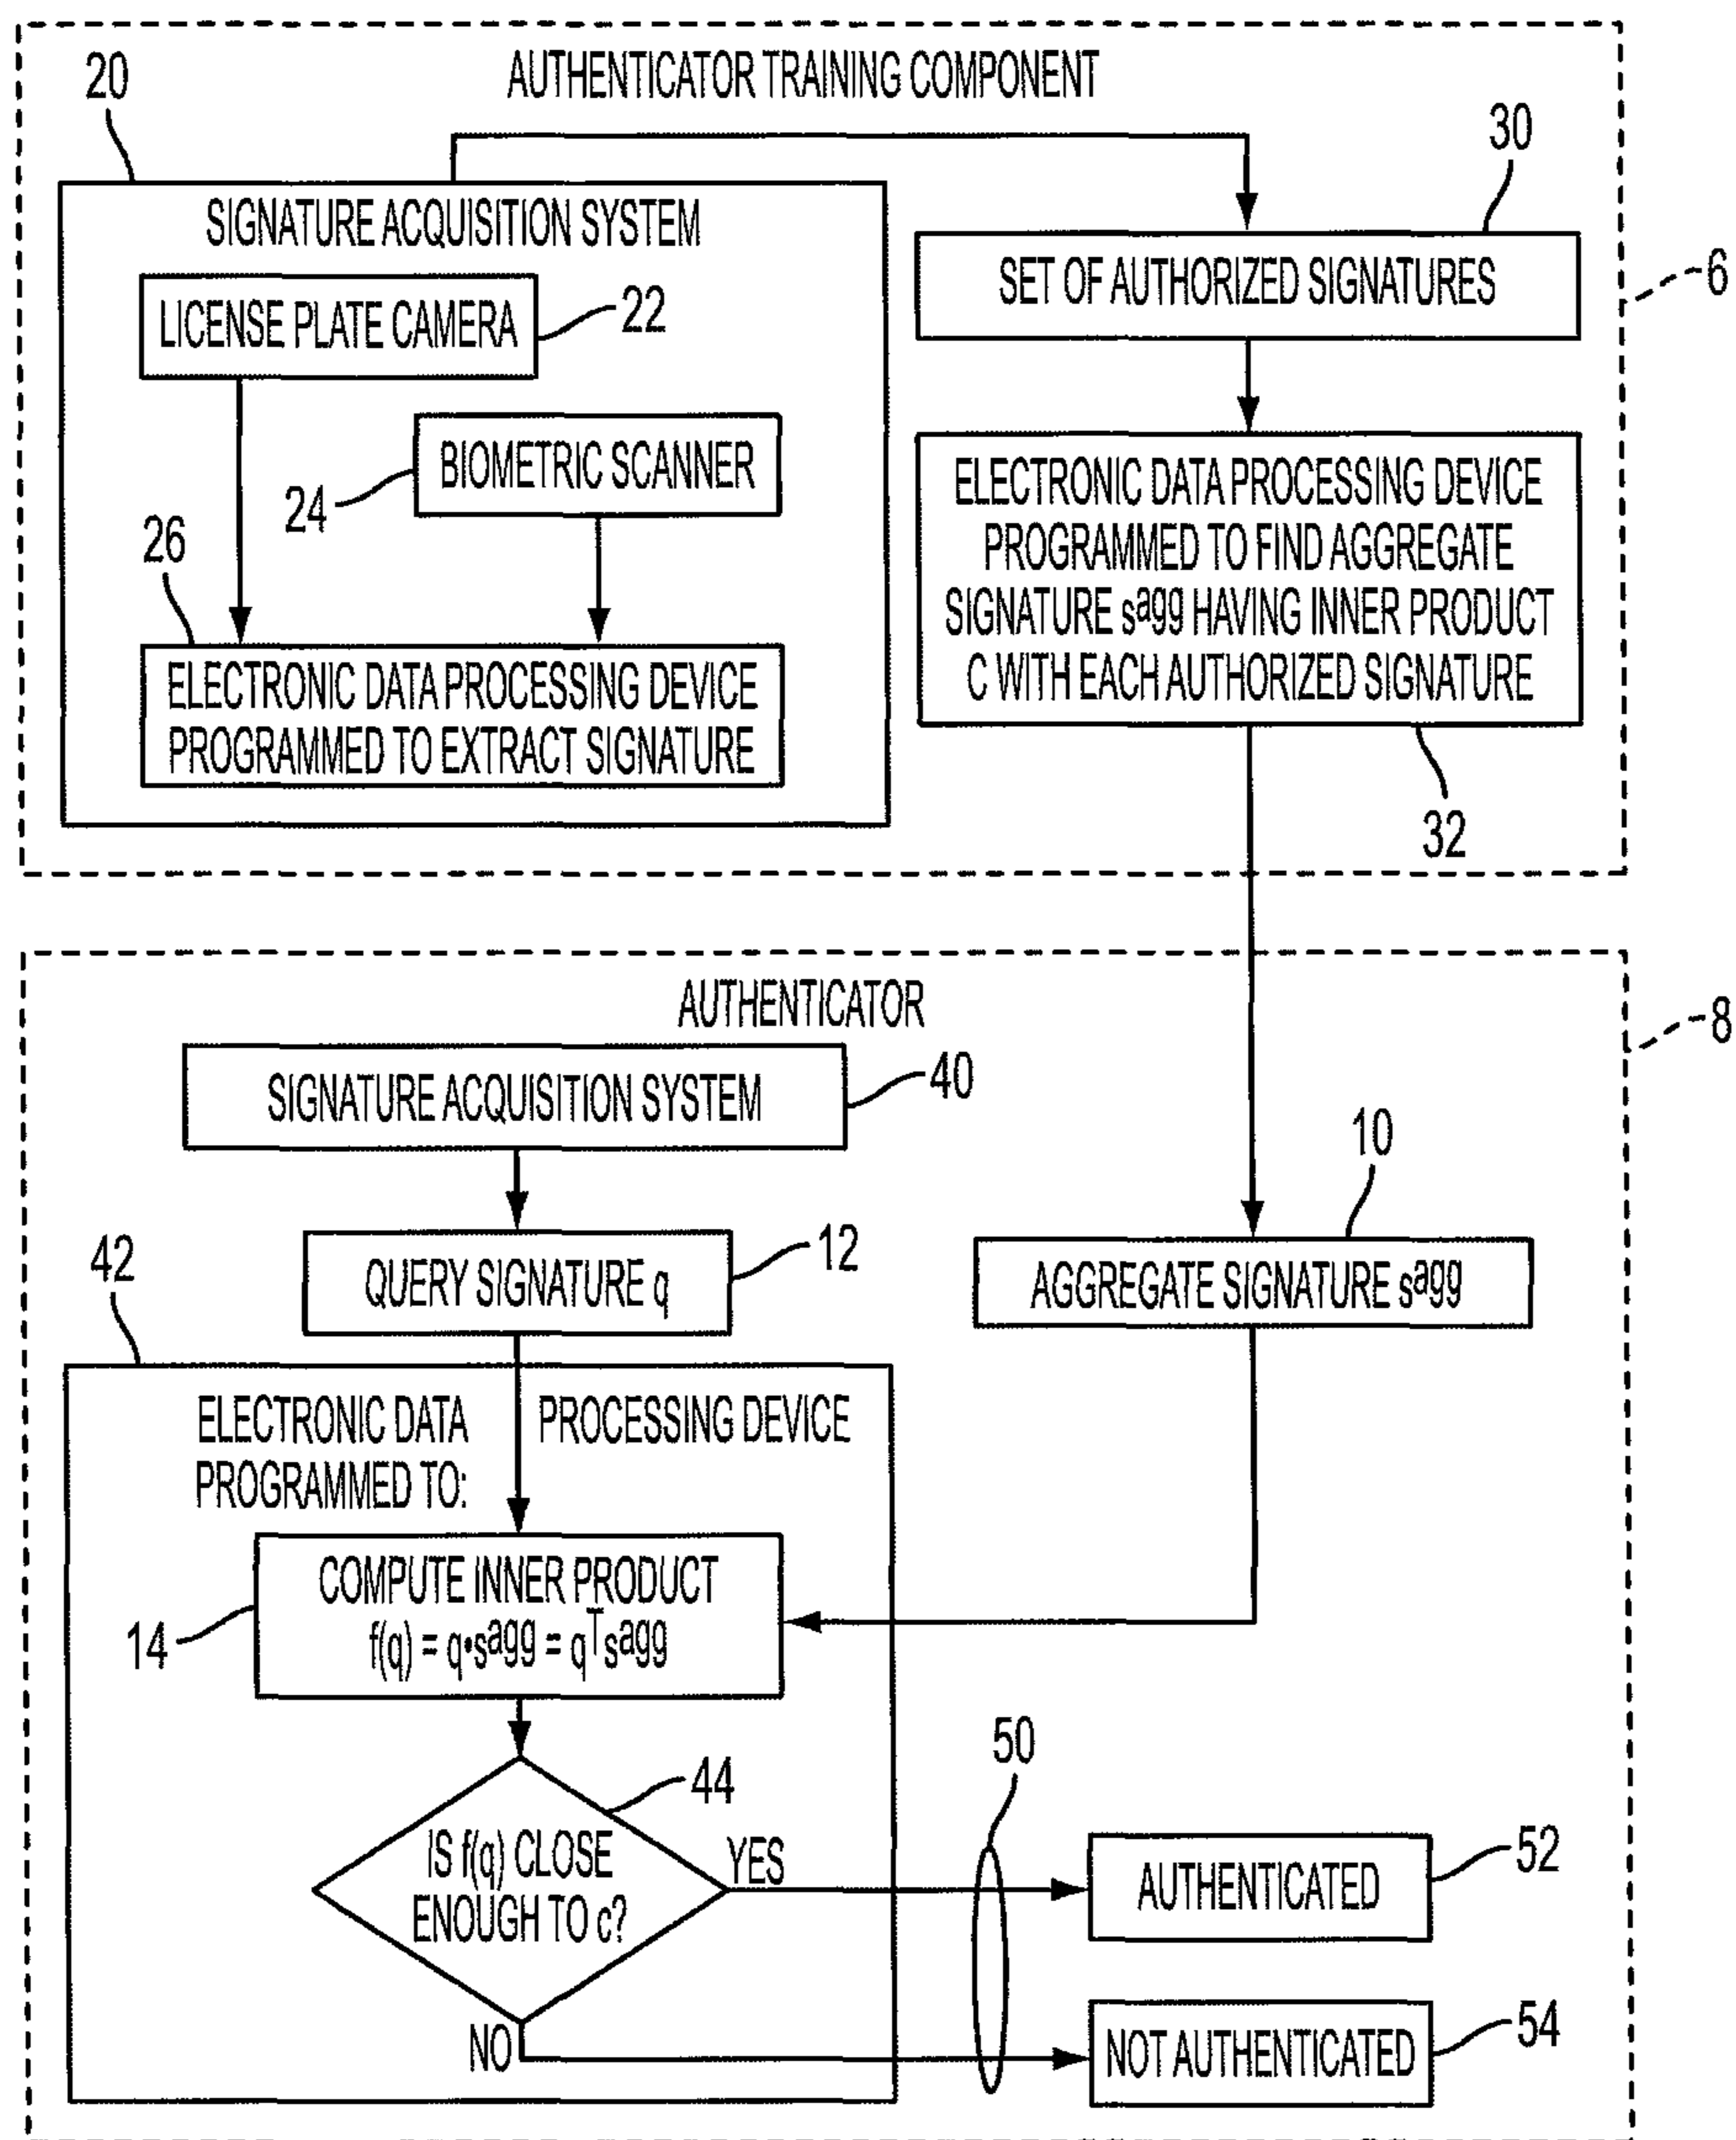 AUTHENTICATOR TRAINING COMPONENT
20
30
SIGNATURE ACQUISITION SYSTEM
LICENSE PLATE CAMERA
22
SET OF AUTHORIZED SIGNATURES
6
BIOMETRIC SCANNER
24
26
ELECTRONIC DATA PROCESSING DEVICE
PROGRAMMED TO EXTRACT SIGNATURE
ELECTRONIC DATA PROCESSING DEVICE
PROGRAMMED TO FIND AGGREGATE
SIGNATURE sᵃᵍᵍ HAVING INNER PRODUCT
C WITH EACH AUTHORIZED SIGNATURE
32
AUTHENTICATOR
8
SIGNATURE ACQUISITION SYSTEM
40
10
42
QUERY SIGNATURE q
12
AGGREGATE SIGNATURE sᵃᵍᵍ
ELECTRONIC DATA PROCESSING DEVICE
PROGRAMMED TO:
COMPUTE INNER PRODUCT
f(q) = q•sᵃᵍᵍ = qᵀsᵃᵍᵍ
14
44
50
IS f(q) CLOSE
ENOUGH TO c?
YES
AUTHENTICATED
52
NO
NOT AUTHENTICATED
54